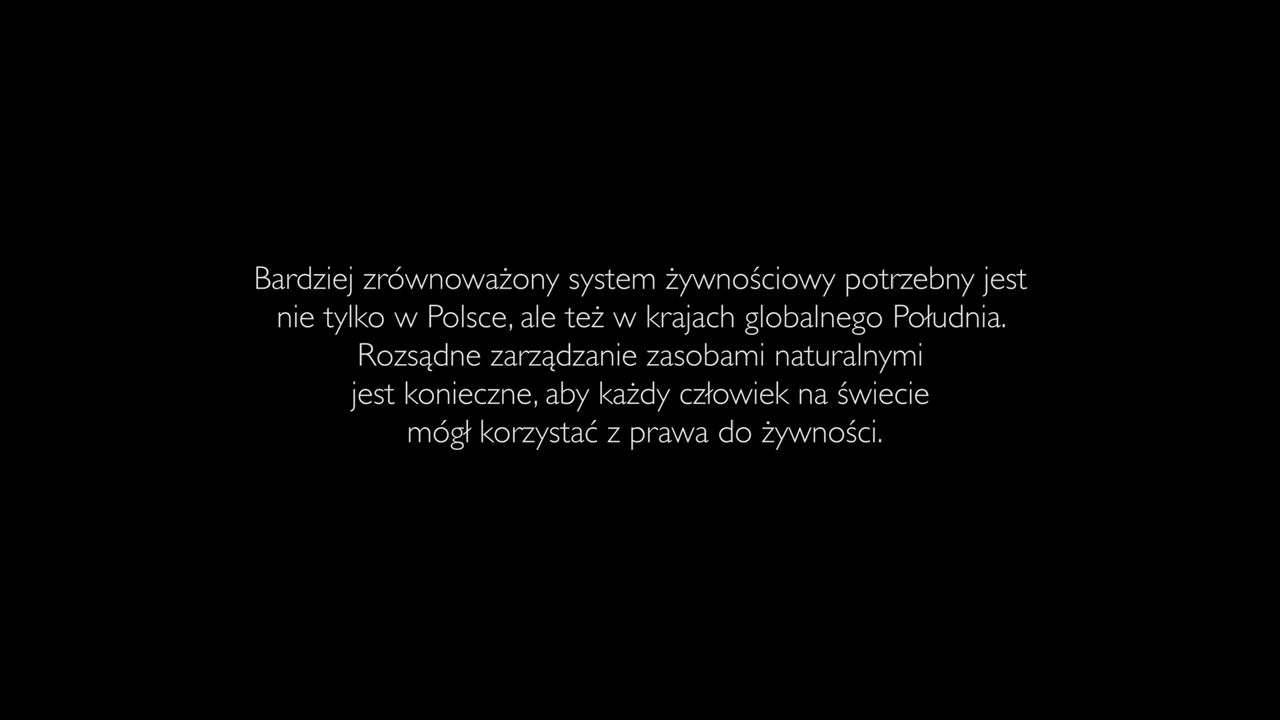 Bardziej zrównoważony system żywnościowy potrzebny jest
nie tylko w Polsce, ale też w krajach globalnego Południa.
Rozsądne zarządzanie zasobami naturalnymi
jest konieczne, aby każdy człowiek na świecie
mógł korzystać z prawa do żywności.